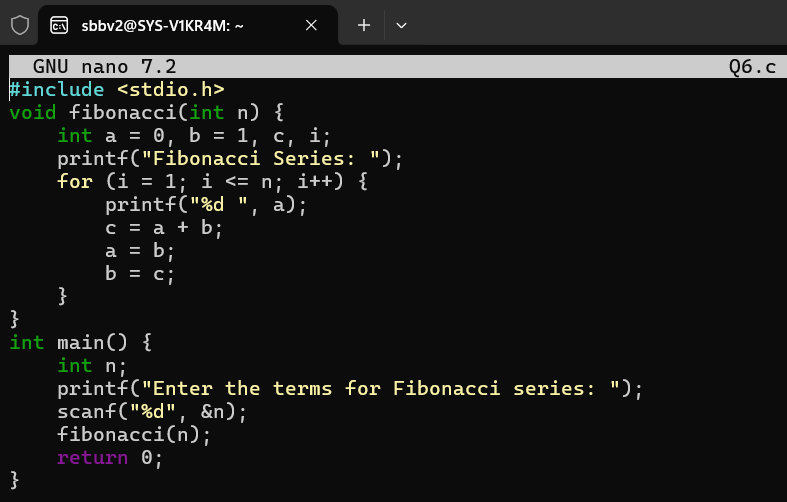 sbbv2@SYS-V1KR4M: ~
GNU nano 7.2 Q6.c
#include <stdio.h>
void fibonacci(int n) {
    int a = 0, b = 1, c, i;
    printf("Fibonacci Series: ");
    for (i = 1; i <= n; i++) {
        printf("%d ", a);
        c = a + b;
        a = b;
        b = c;
    }
}
int main() {
    int n;
    printf("Enter the terms for Fibonacci series: ");
    scanf("%d", &n);
    fibonacci(n);
    return 0;
}